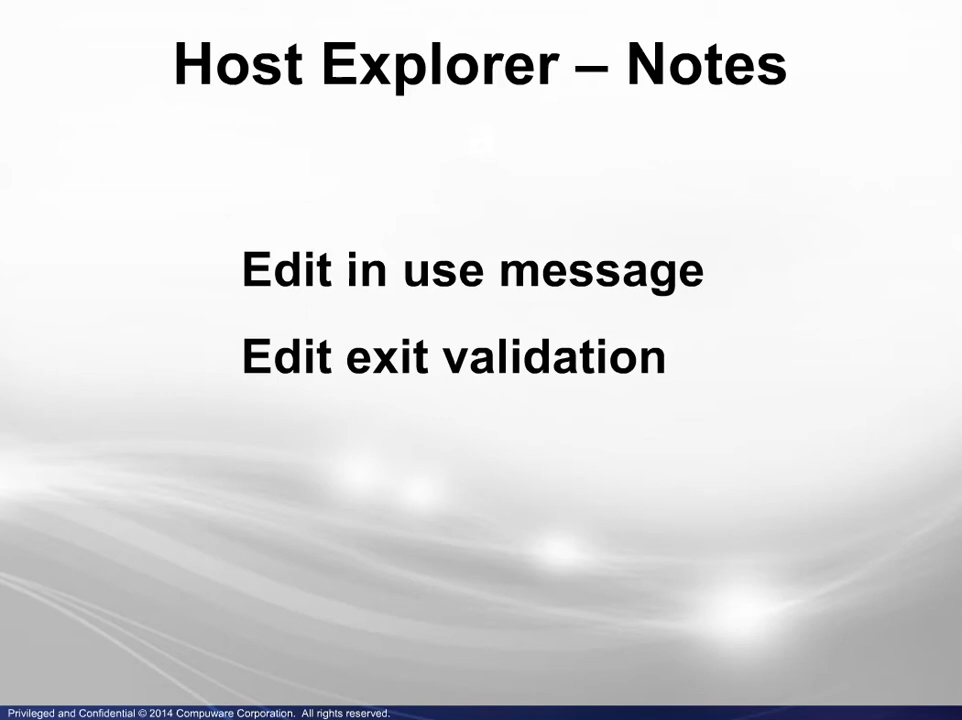 Host Explorer – Notes
Edit in use message
Edit exit validation
Privileged and Confidential © 2014 Compuware Corporation. All rights reserved.